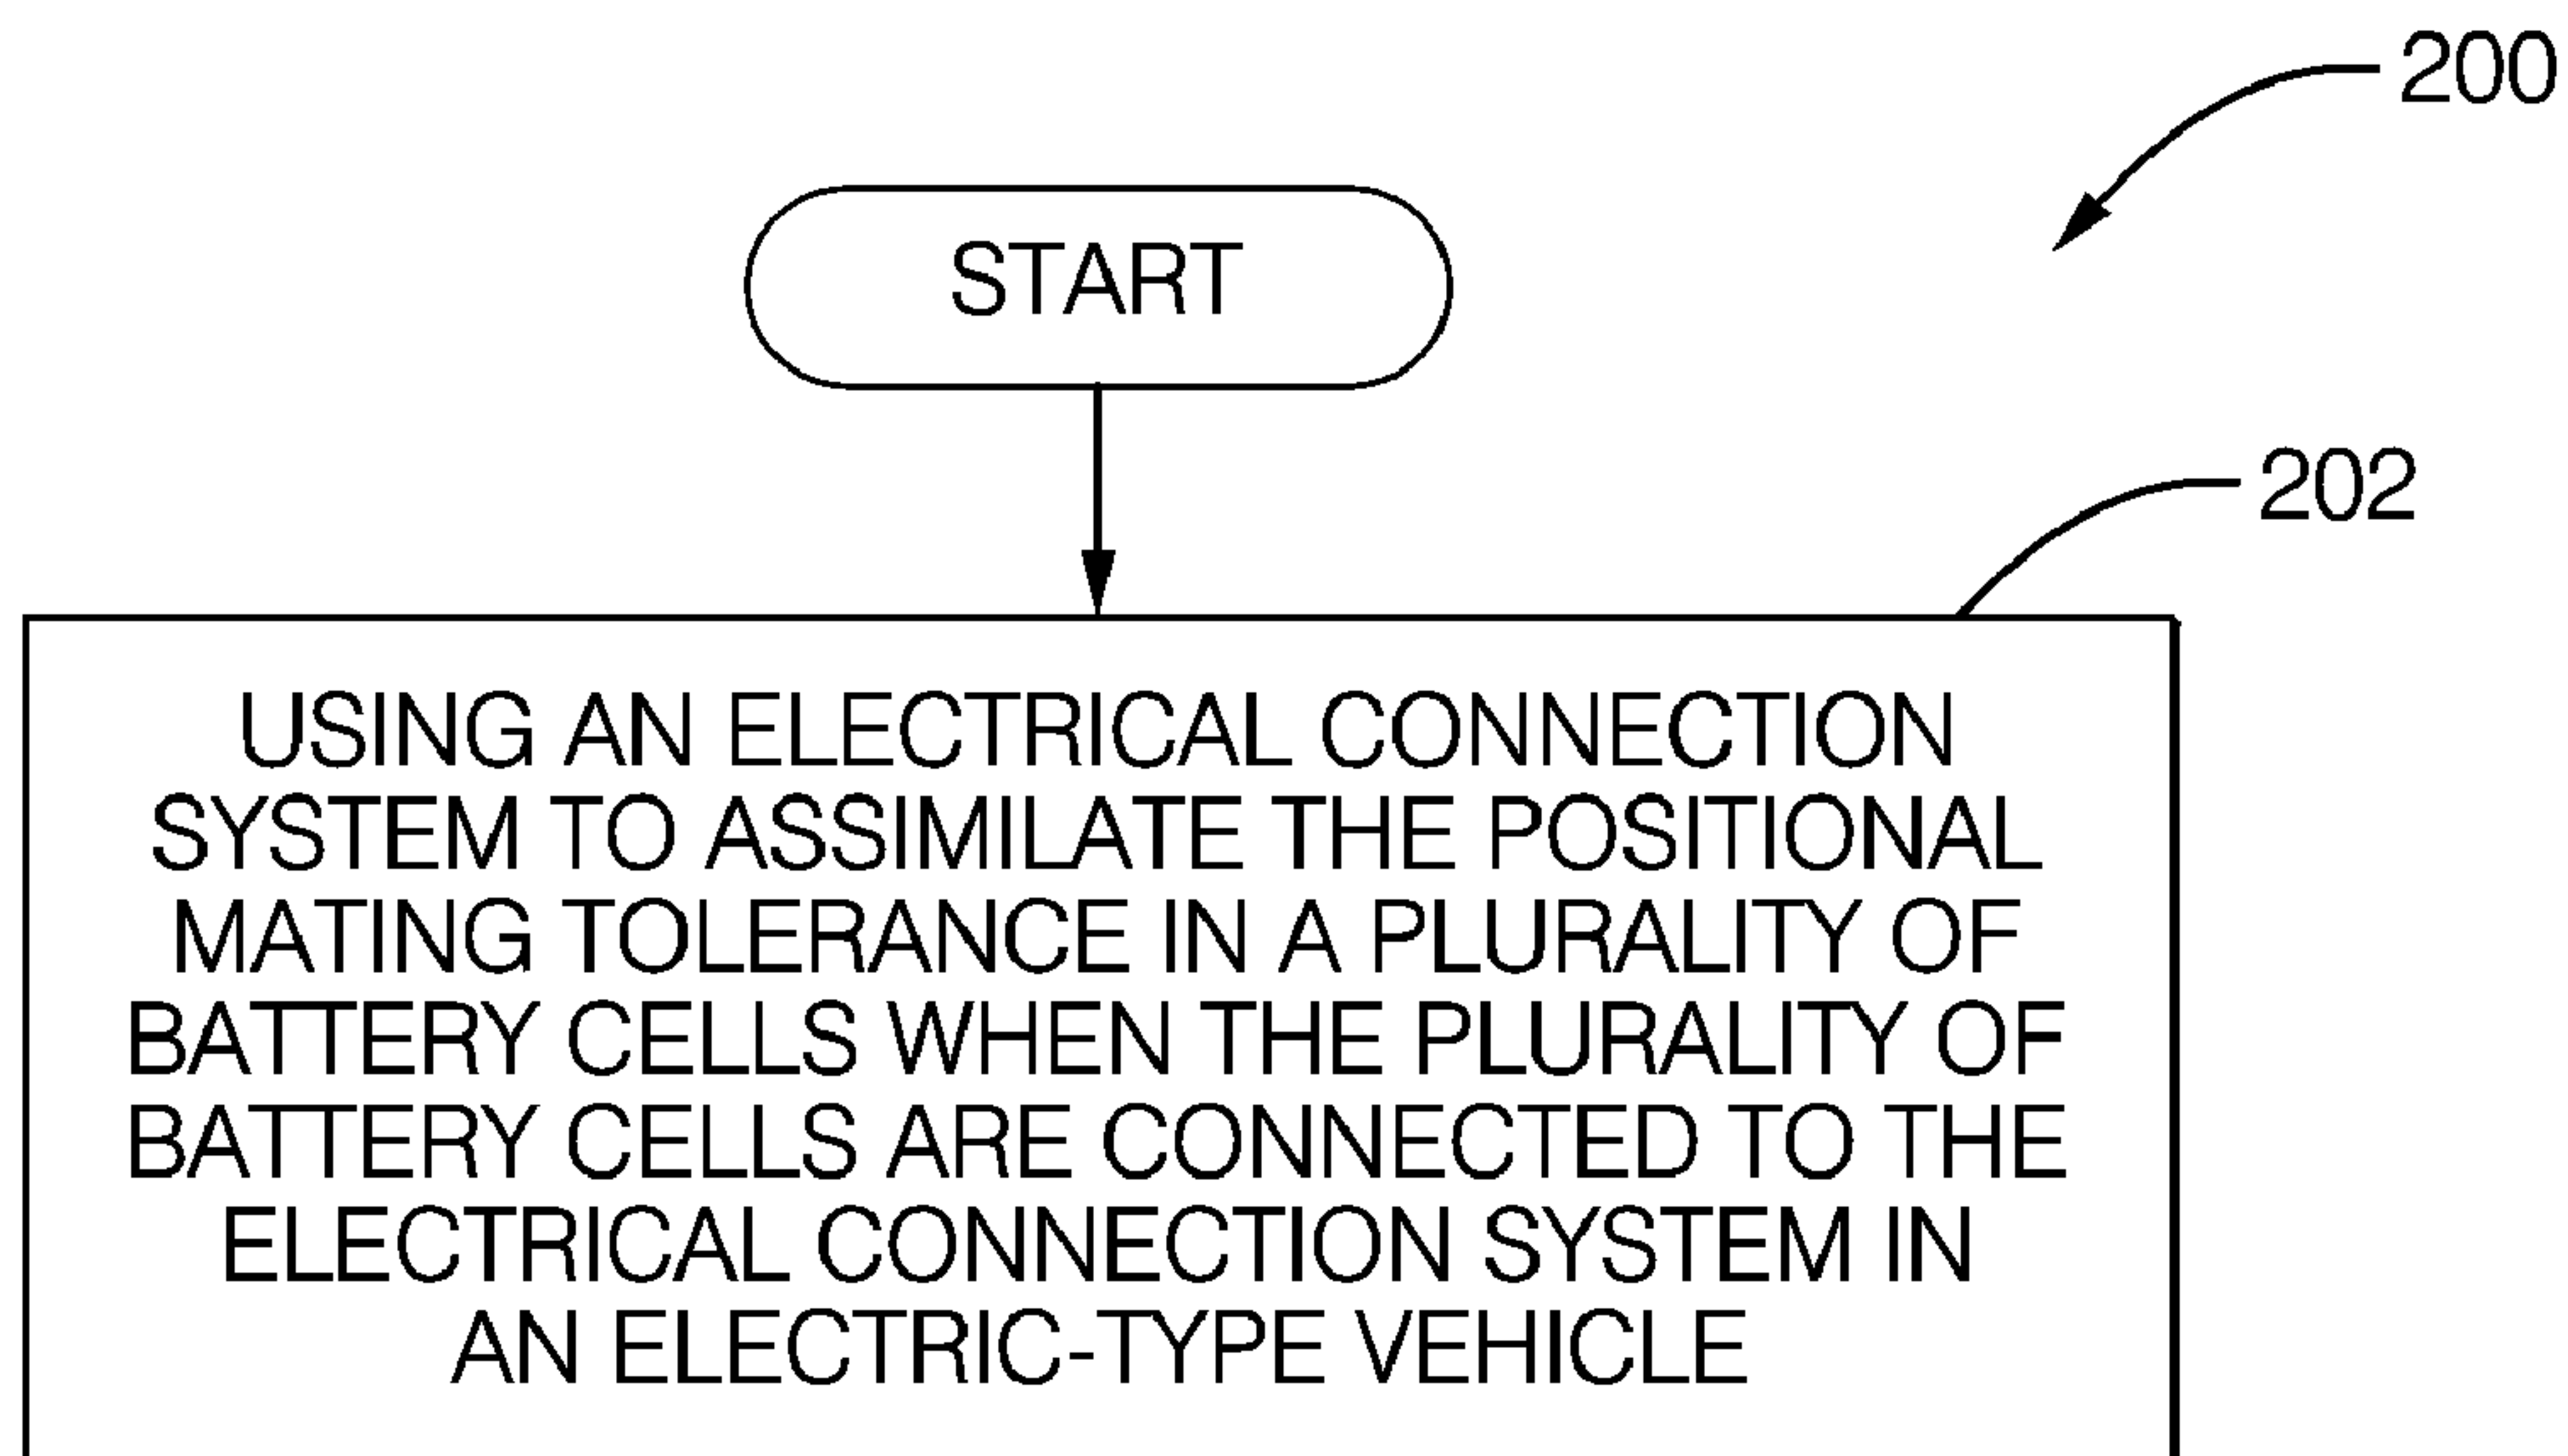 200
START
202
USING AN ELECTRICAL CONNECTION
SYSTEM TO ASSIMILATE THE POSITIONAL
MATING TOLERANCE IN A PLURALITY OF
BATTERY CELLS WHEN THE PLURALITY OF
BATTERY CELLS ARE CONNECTED TO THE
ELECTRICAL CONNECTION SYSTEM IN
AN ELECTRIC-TYPE VEHICLE